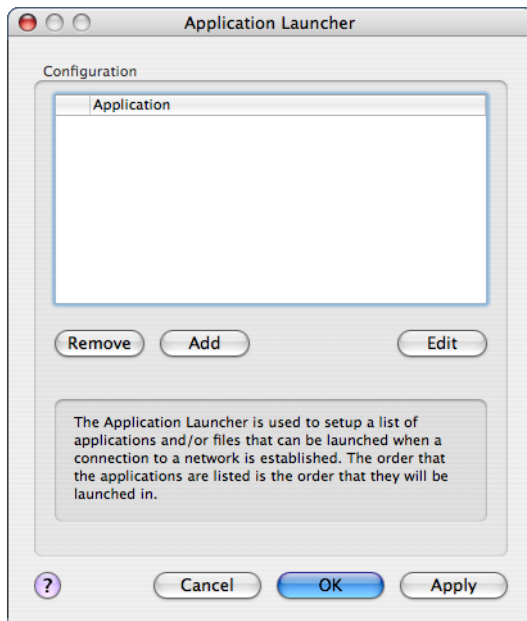 Application Launcher
Configuration
Application
Remove
Add
Edit
The Application Launcher is used to setup a list of
applications and/or files that can be launched when a
connection to a network is established. The order that
the applications are listed is the order that they will be
launched in.
?
Cancel
OK
Apply